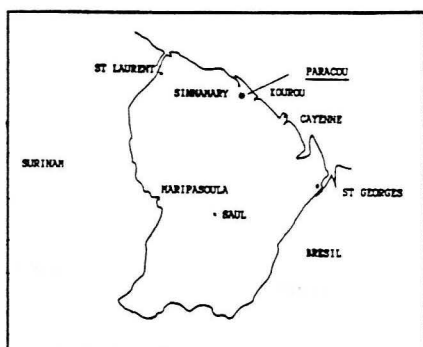 ST LAURENT
PARACOU
SINNAMARY
KOUROU
CAYENNE
SURINAM
MARIPASOULA
ST GEORGES
SAUL
BRESIL